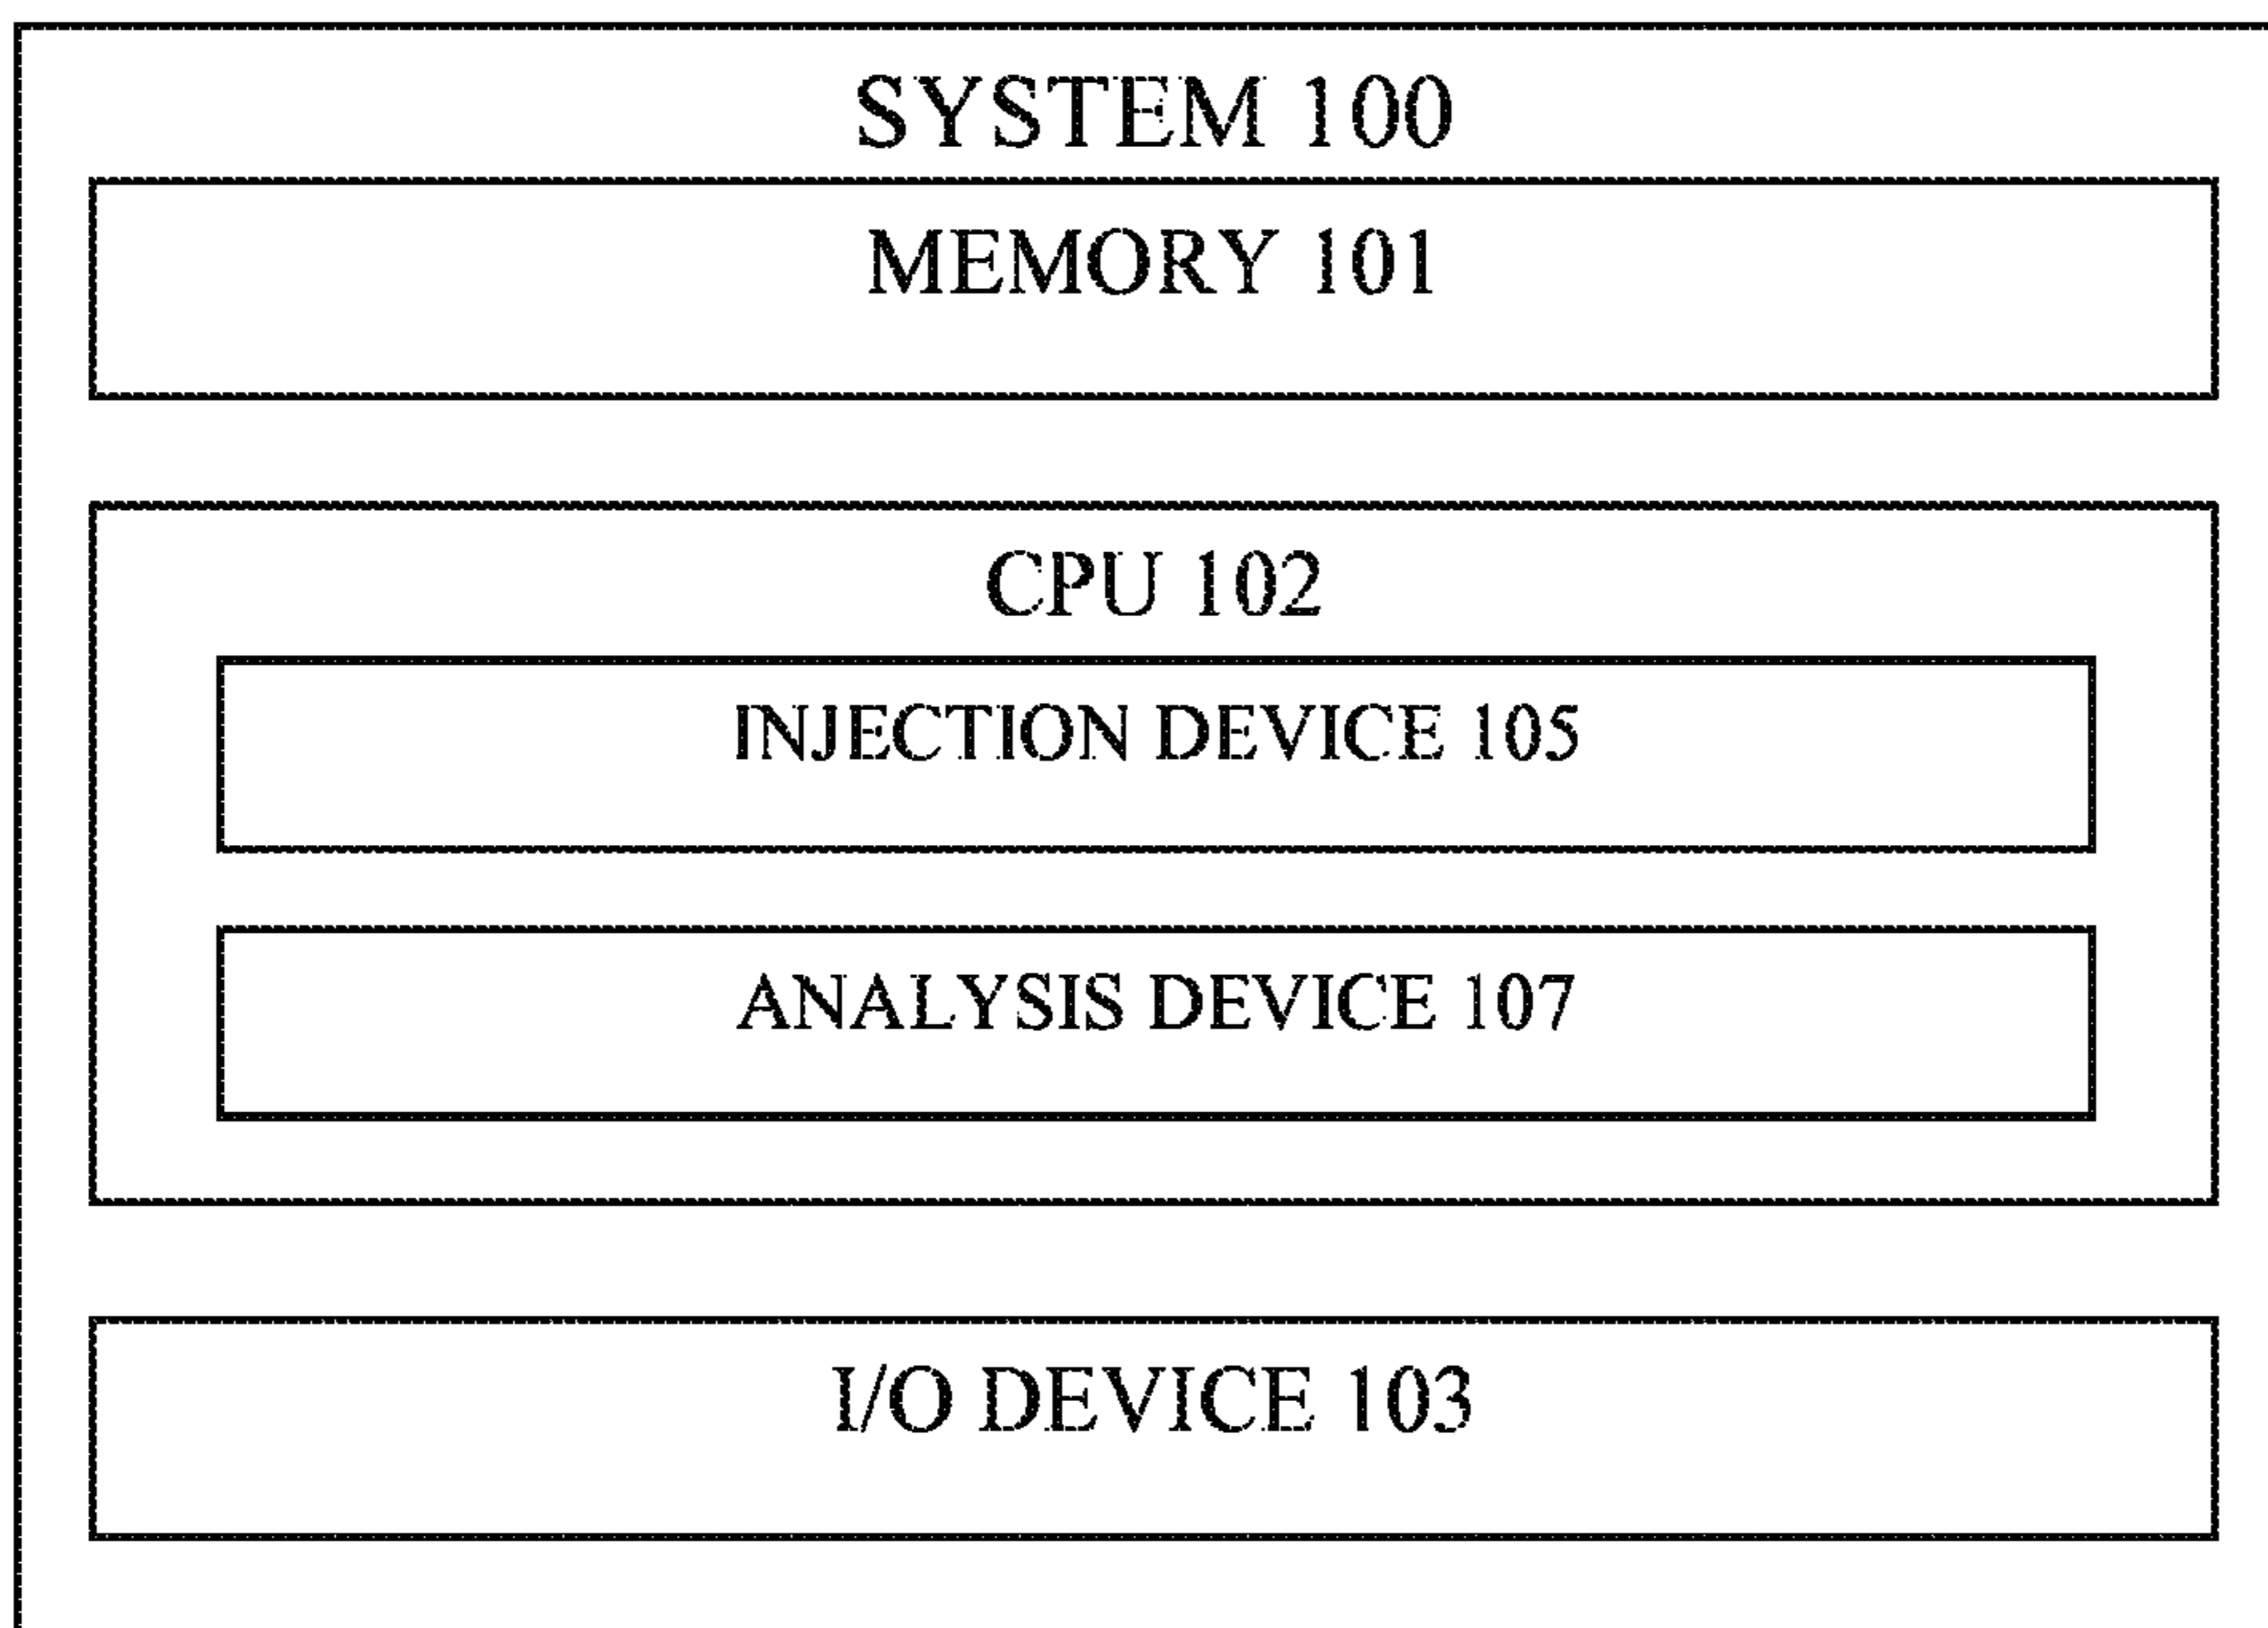 SYSTEM 100
MEMORY 101
CPU 102
INJECTION DEVICE 105
ANALYSIS DEVICE 107
I/O DEVICE 103